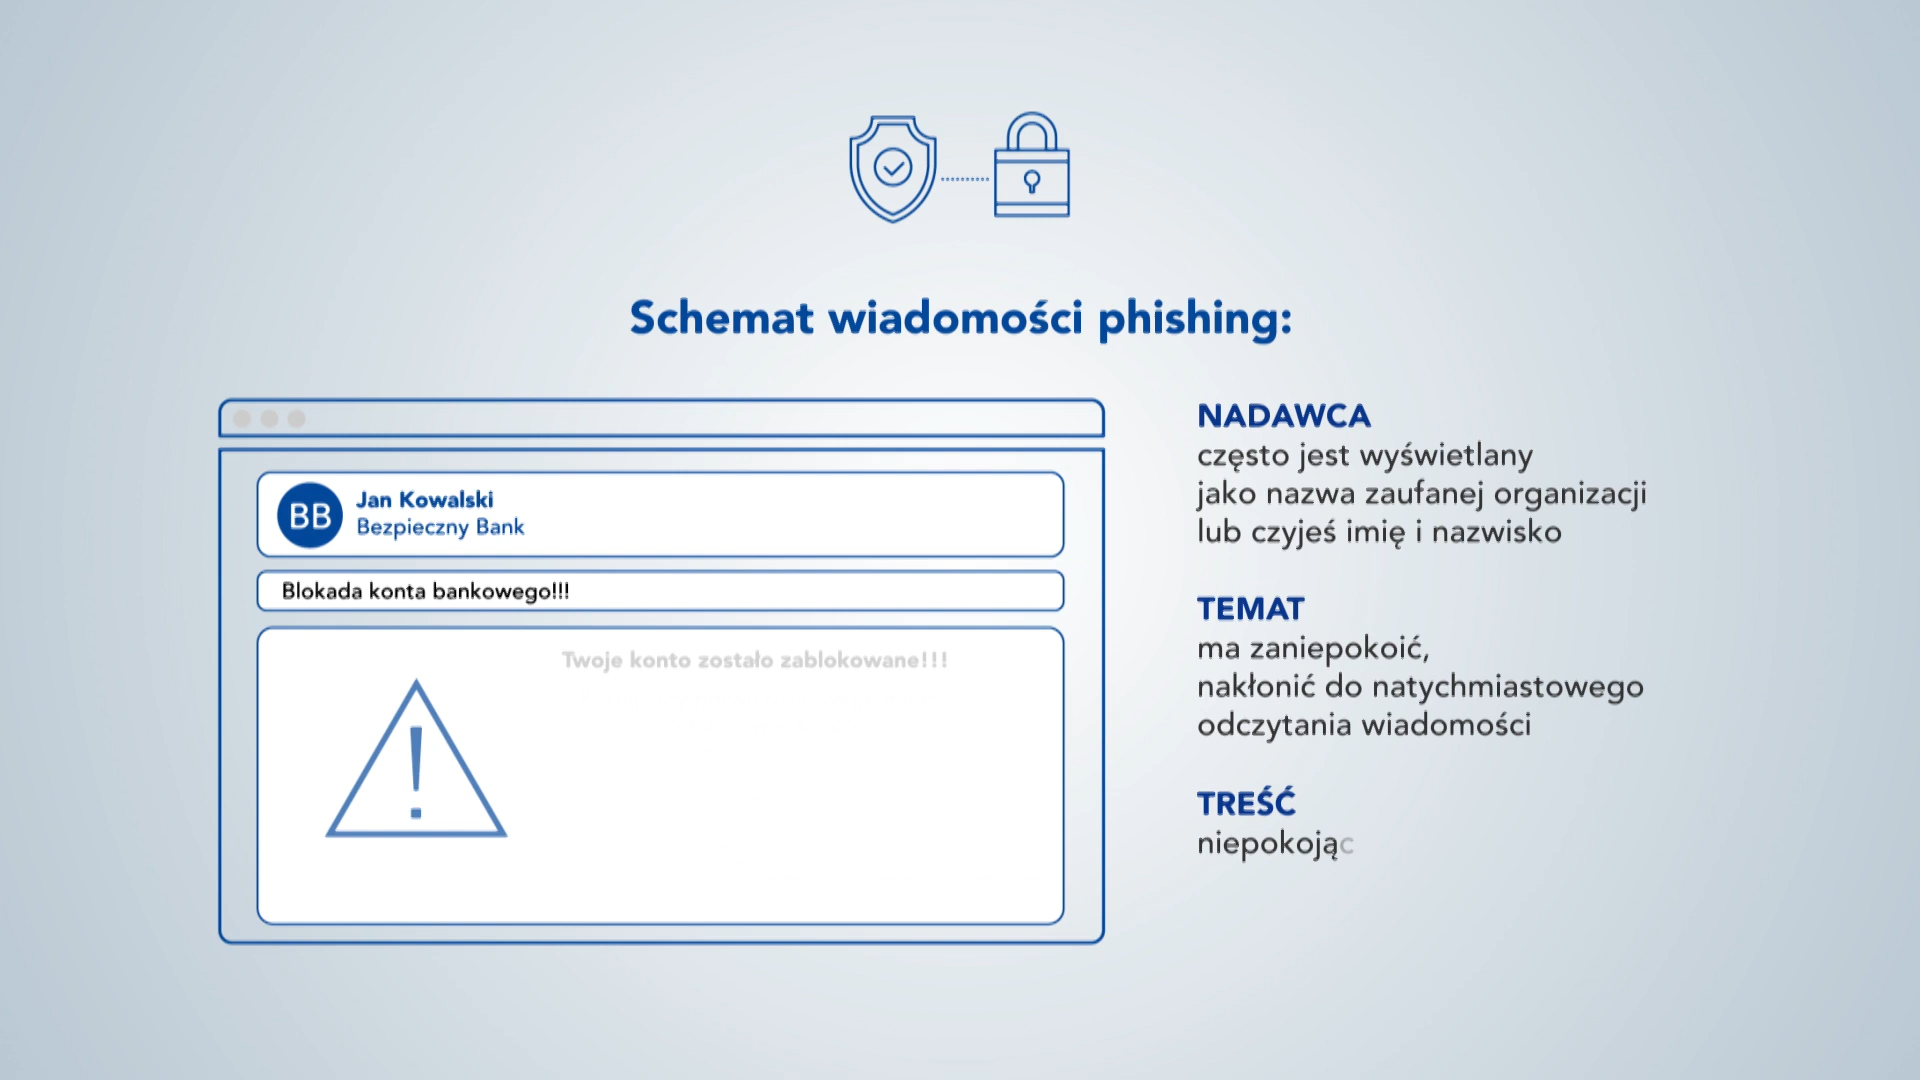 Schemat wiadomości phishing:
BB
Jan Kowalski
Bezpieczny Bank
Blokada konta bankowego!!!
Twoje konto zostało zablokowane!!!
NADAWCA
często jest wyświetlany
jako nazwa zaufanej organizacji
lub czyjeś imię i nazwisko
TEMAT
ma zaniepokoić,
nakłonić do natychmiastowego
odczytania wiadomości
TREŚĆ
niepokojąc